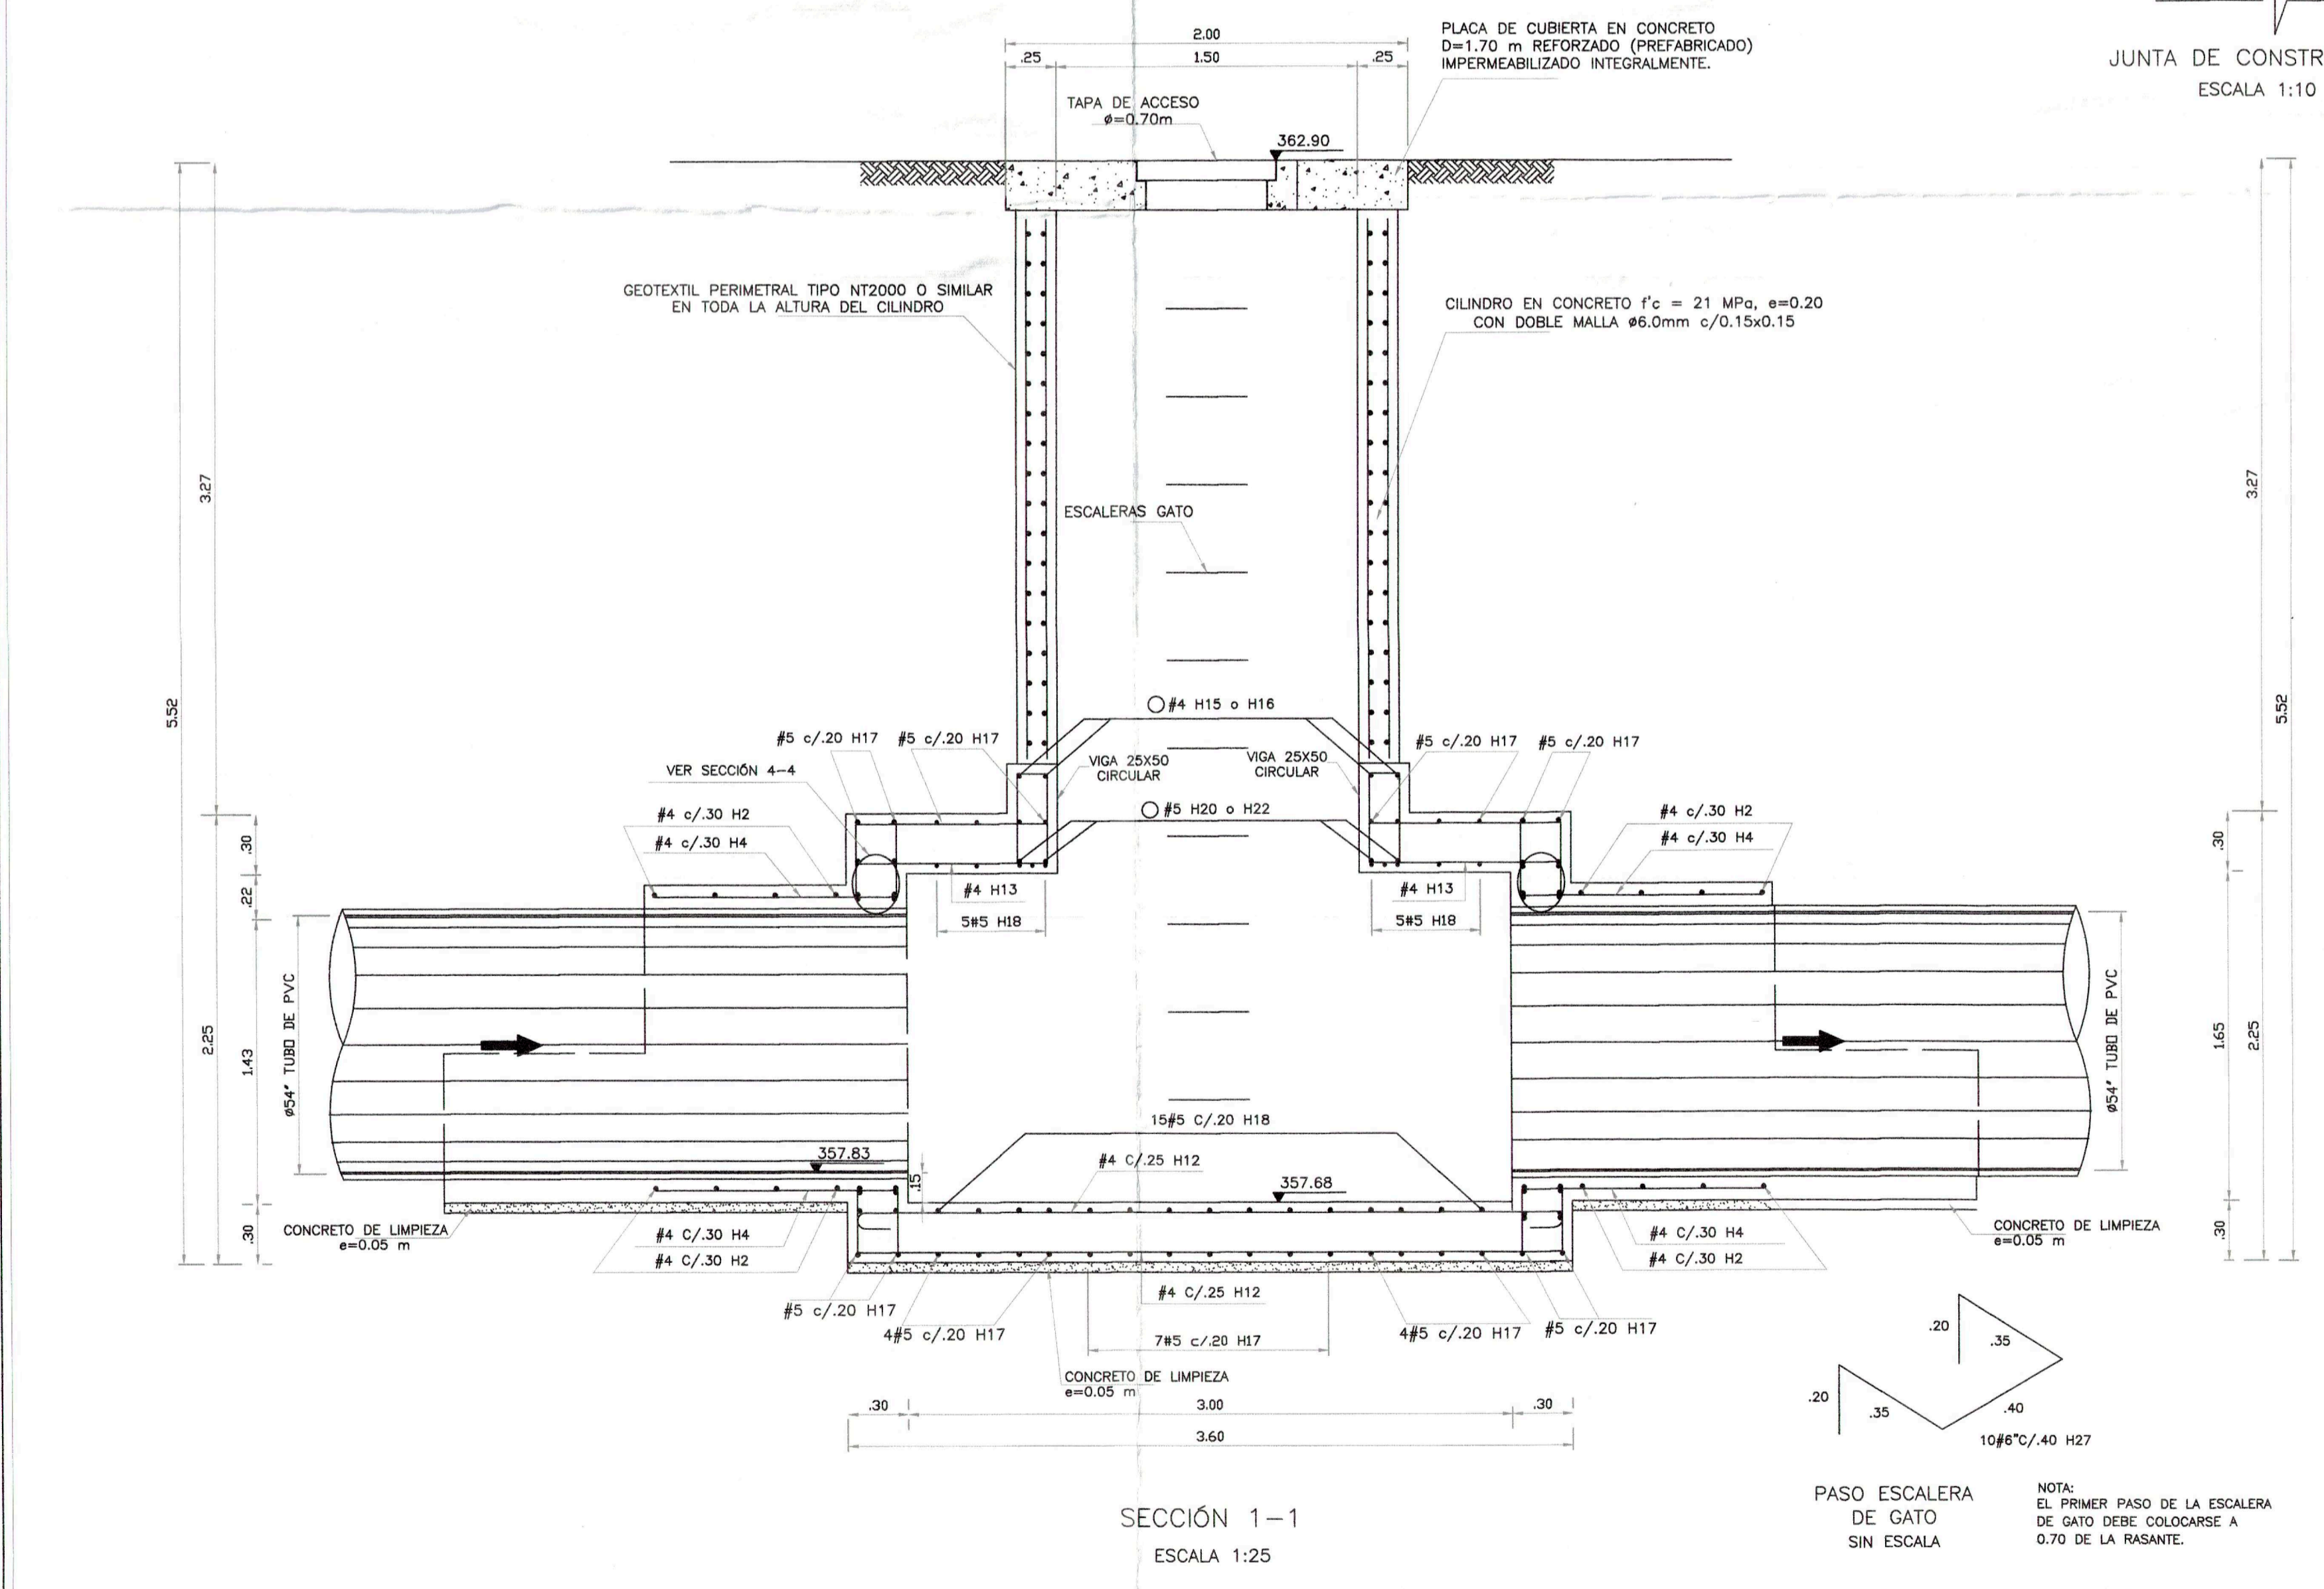 2.00
.25
1.50
.25
PLACA DE CUBIERTA EN CONCRETO
D=1.70 m REFORZADO (PREFABRICADO)
IMPERMEABILIZADO INTEGRALMENTE.
JUNTA DE CONSTR
ESCALA 1:10
TAPA DE ACCESO
ø=0.70m
362.90
GEOTEXTIL PERIMETRAL TIPO NT2000 O SIMILAR
EN TODA LA ALTURA DEL CILINDRO
CILINDRO EN CONCRETO f'c = 21 MPa, e=0.20
CON DOBLE MALLA ø6.0mm c/0.15x0.15
3.27
3.27
ESCALERAS GATO
5.52
5.52
#4 H15 o H16
#5 c/.20 H17
#5 c/.20 H17
#5 c/.20 H17
#5 c/.20 H17
VER SECCIÓN 4-4
VIGA 25X50
CIRCULAR
VIGA 25X50
CIRCULAR
#4 c/.30 H2
#4 c/.30 H4
#5 H20 o H22
#4 c/.30 H2
#4 c/.30 H4
.30
.30
.22
#4 H13
#4 H13
5#5 H18
5#5 H18
2.25
1.43
ø54" TUBO DE PVC
ø54" TUBO DE PVC
1.65
2.25
15#5 C/.20 H18
357.83
#4 C/.25 H12
.15
357.68
CONCRETO DE LIMPIEZA
e=0.05 m
.30
#4 C/.30 H4
#4 C/.30 H2
#4 C/.30 H4
#4 C/.30 H2
CONCRETO DE LIMPIEZA
e=0.05 m
.30
#4 C/.25 H12
#5 c/.20 H17
4#5 c/.20 H17
7#5 c/.20 H17
4#5 c/.20 H17
#5 c/.20 H17
CONCRETO DE LIMPIEZA
e=0.05 m
.30
3.00
.30
3.60
.20
.35
.20
.35
.40
10#6"C/.40 H27
SECCIÓN 1-1
ESCALA 1:25
PASO ESCALERA
DE GATO
SIN ESCALA
NOTA:
EL PRIMER PASO DE LA ESCALERA
DE GATO DEBE COLOCARSE A
0.70 DE LA RASANTE.